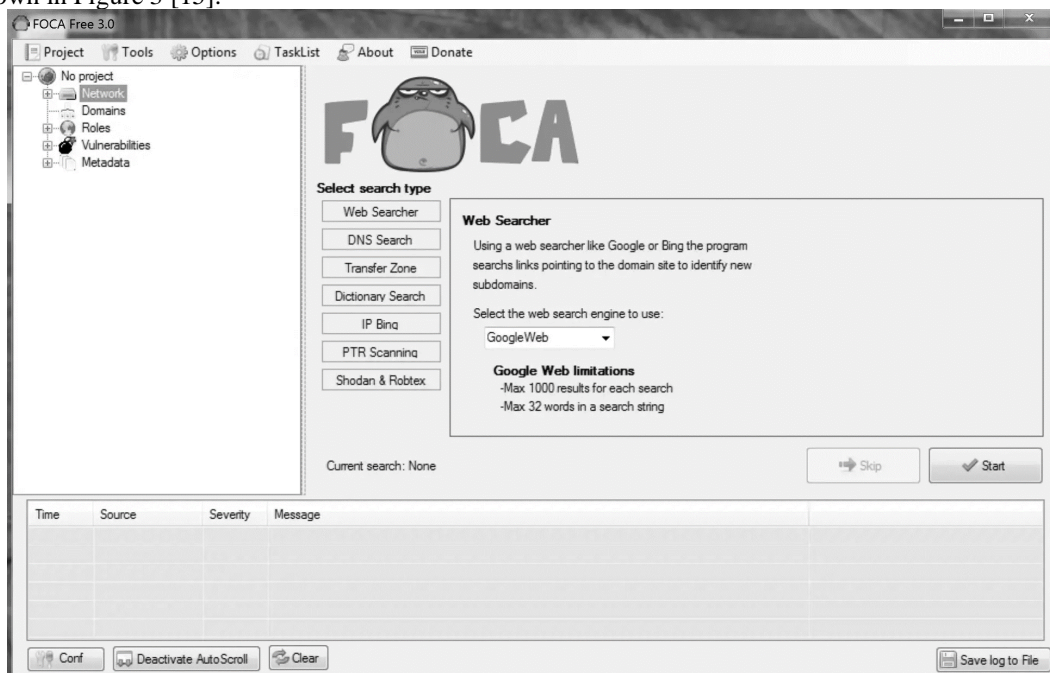 own in Figure 3 [15].
FOCA Free 3.0
Project Tools Options TaskList About Donate
No project
Network
Domains
Roles
Vulnerabilities
Metadata
FOCA
Select search type
Web Searcher
DNS Search
Transfer Zone
Dictionary Search
IP Bing
PTR Scanning
Shodan & Robtex
Web Searcher
Using a web searcher like Google or Bing the program
searchs links pointing to the domain site to identify new
subdomains.
Select the web search engine to use:
GoogleWeb
Google Web limitations
-Max 1000 results for each search
-Max 32 words in a search string
Current search: None
Skip
Start
Time Source Severity Message
Conf Deactivate AutoScroll Clear Save log to File